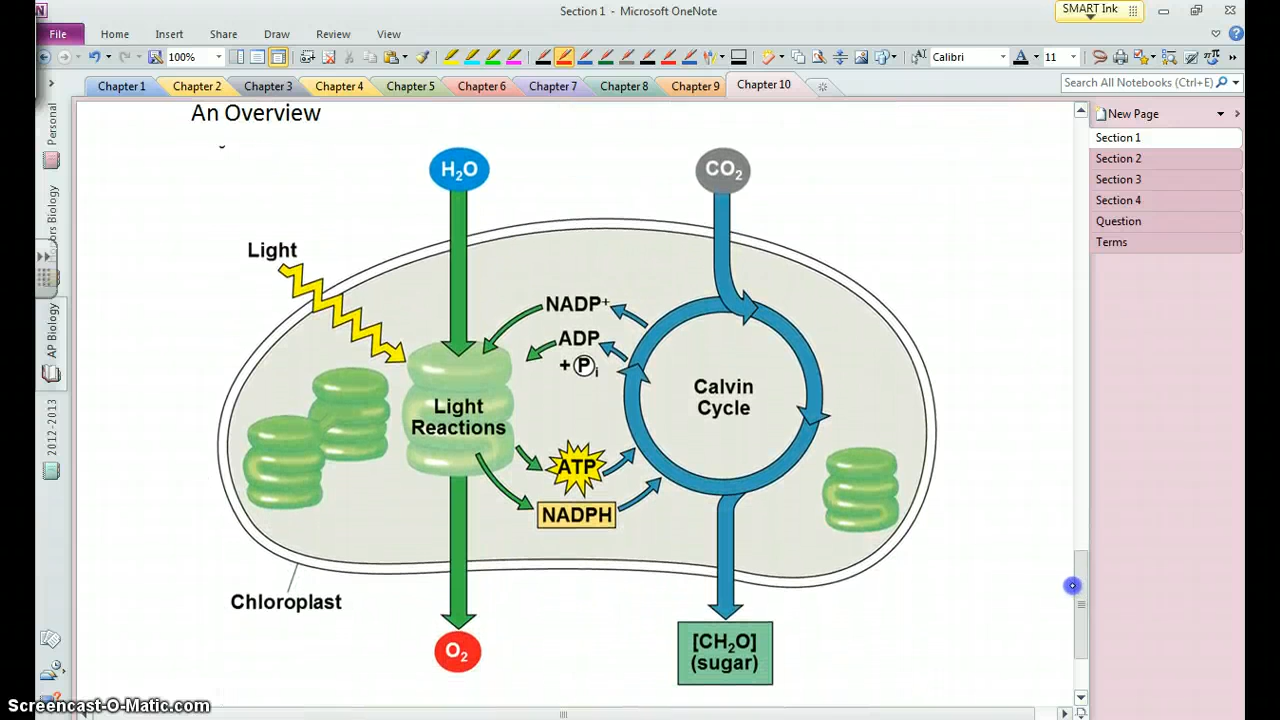 Section 1 - Microsoft OneNote
SMART Ink
File Home Insert Share Draw Review View
100% Calibri 11
Chapter 1 Chapter 2 Chapter 3 Chapter 4 Chapter 5 Chapter 6 Chapter 7 Chapter 8 Chapter 9 Chapter 10
Search All Notebooks (Ctrl+E)
New Page
Section 1
Section 2
Section 3
Section 4
Question
Terms
Personal
Biology
AP Biology
2012-2013
An Overview
H₂O
CO₂
Light
NADP⁺
ADP
+ Pᵢ
Light
Reactions
Calvin
Cycle
ATP
NADPH
Chloroplast
O₂
[CH₂O]
(sugar)
Screencast-O-Matic.com